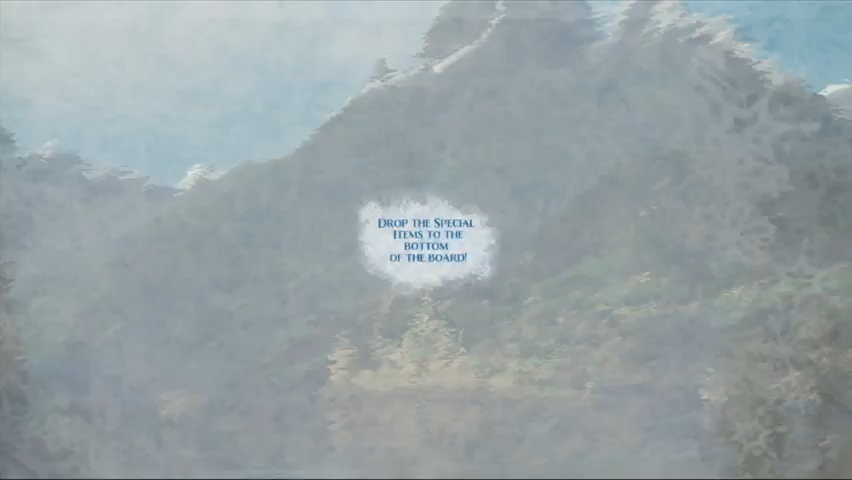 Drop the Special
Items to the
bottom
of the board!